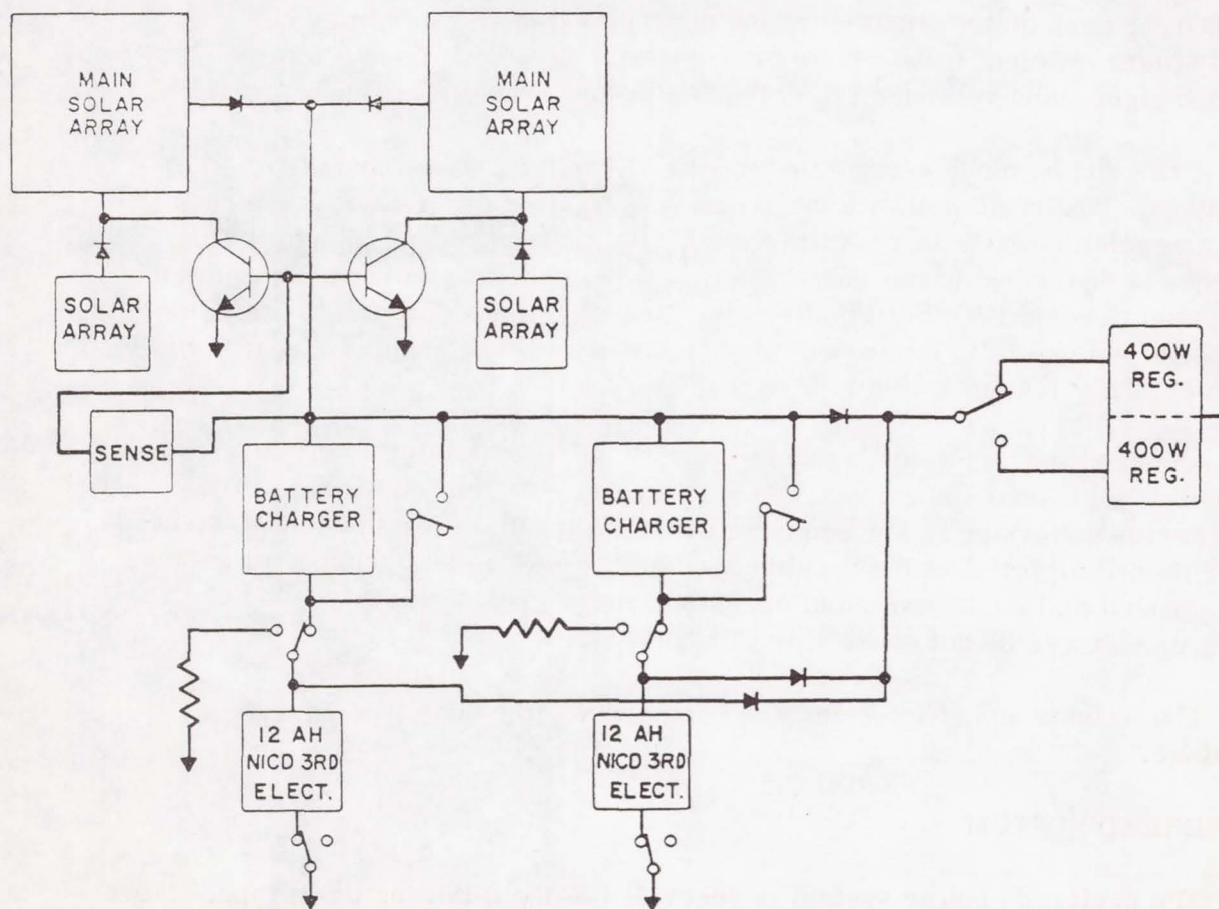 MAIN
SOLAR
ARRAY
MAIN
SOLAR
ARRAY
SOLAR
ARRAY
SOLAR
ARRAY
SENSE
BATTERY
CHARGER
BATTERY
CHARGER
400W
REG.
400W
REG.
12 AH
NICD 3RD
ELECT.
12 AH
NICD 3RD
ELECT.